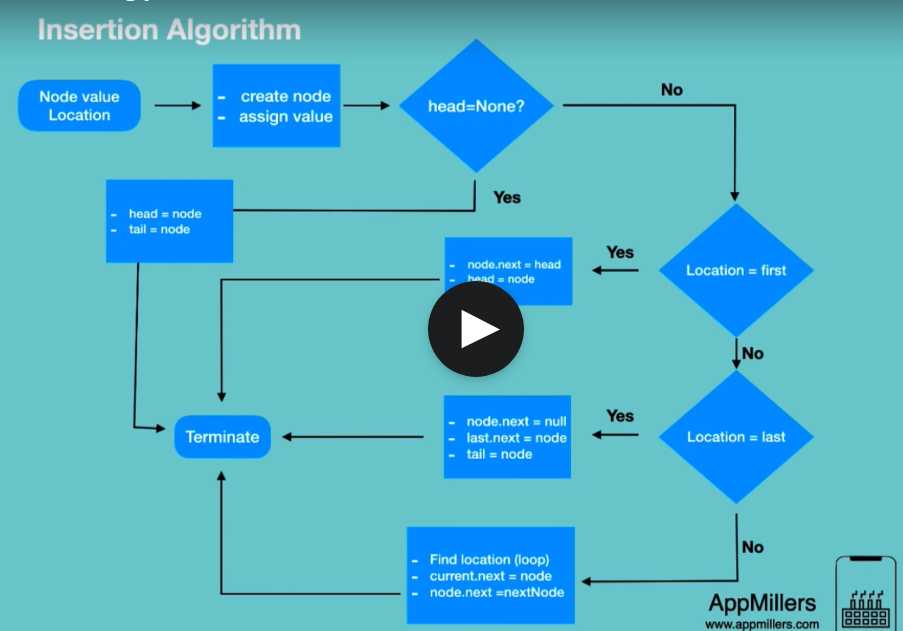 Insertion Algorithm
Node value
Location
- create node
- assign value
head=None?
No
Yes
- head = node
- tail = node
- node.next = head
- head = node
Yes
Location = first
No
- node.next = null
- last.next = node
- tail = node
Yes
Location = last
Terminate
No
- Find location (loop)
- current.next = node
- node.next =nextNode
AppMillers
www.appmillers.com